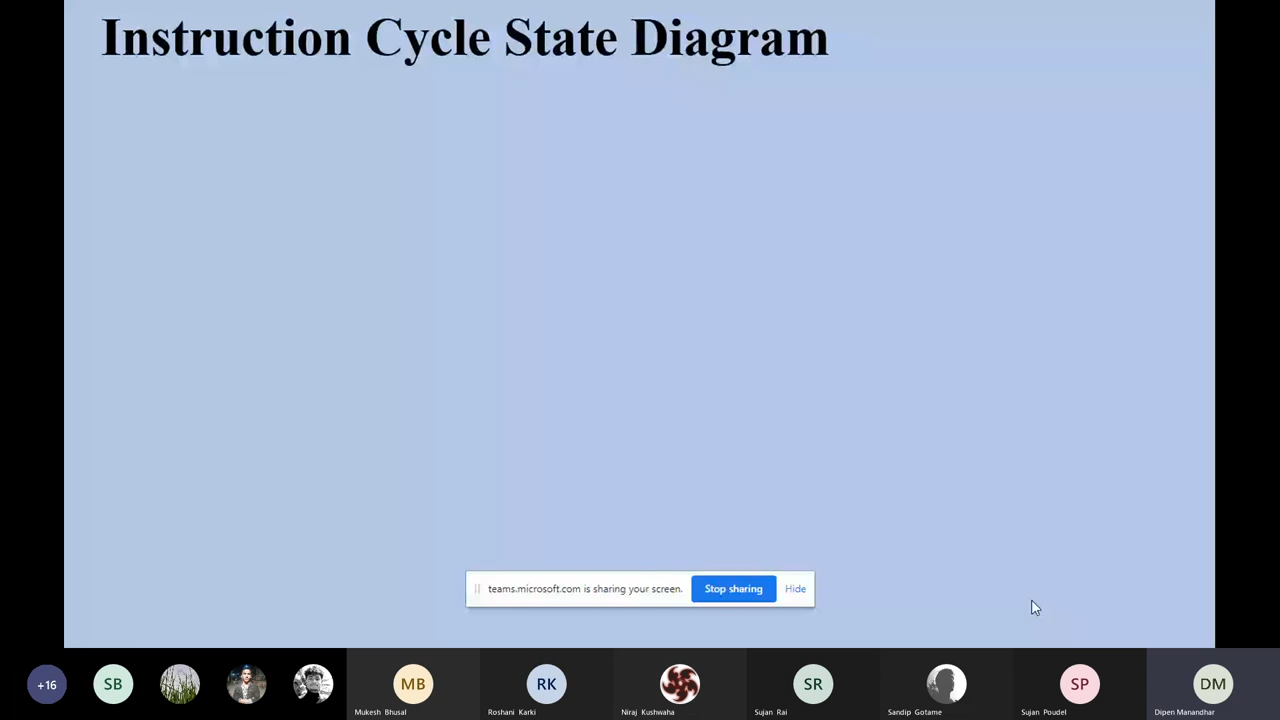 Instruction Cycle State Diagram
teams.microsoft.com is sharing your screen. Stop sharing Hide
+16 SB MB RK SR SP DM
Mukesh Bhusal Roshani Karki Niraj Kushwaha Sujan Rai Sandip Gotame Sujan Poudel Dipen Manandhar